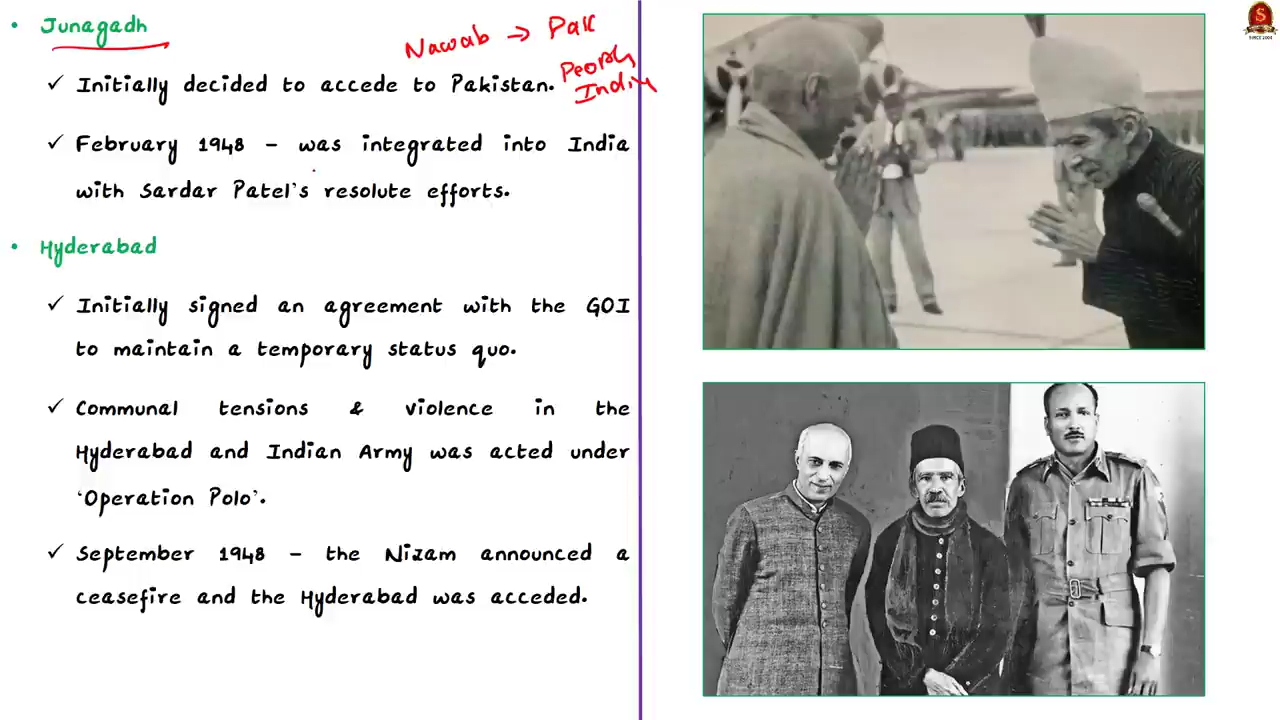 • Junagadh
Nawab → Pak
✓ Initially decided to accede to Pakistan.
People
India
✓ February 1948 - was integrated into India
with Sardar Patel's resolute efforts.
• Hyderabad
✓ Initially signed an agreement with the GOI
to maintain a temporary status quo.
✓ Communal tensions & violence in the
Hyderabad and Indian Army was acted under
'Operation Polo'.
✓ September 1948 - the Nizam announced a
ceasefire and the Hyderabad was acceded.
S
SINCE 2004